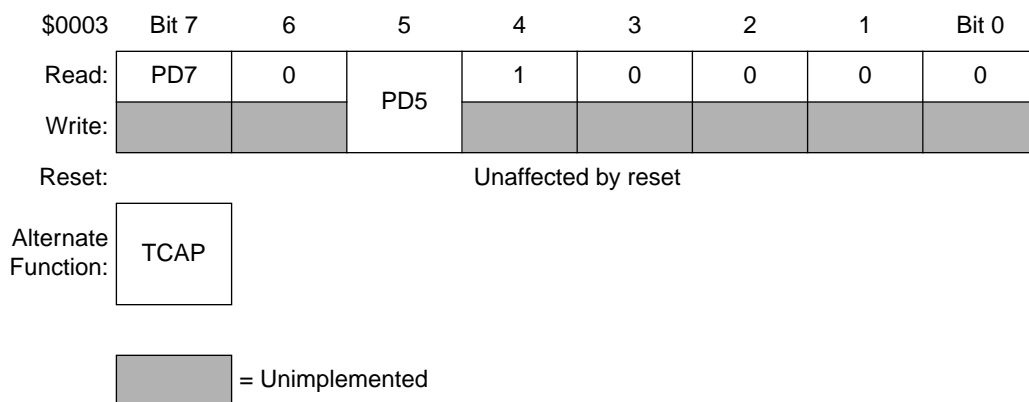 $0003 Bit 7 6 5 4 3 2 1 Bit 0
Read: PD7 0 PD5 1 0 0 0 0
Write:
Reset: Unaffected by reset
Alternate
Function: TCAP
= Unimplemented